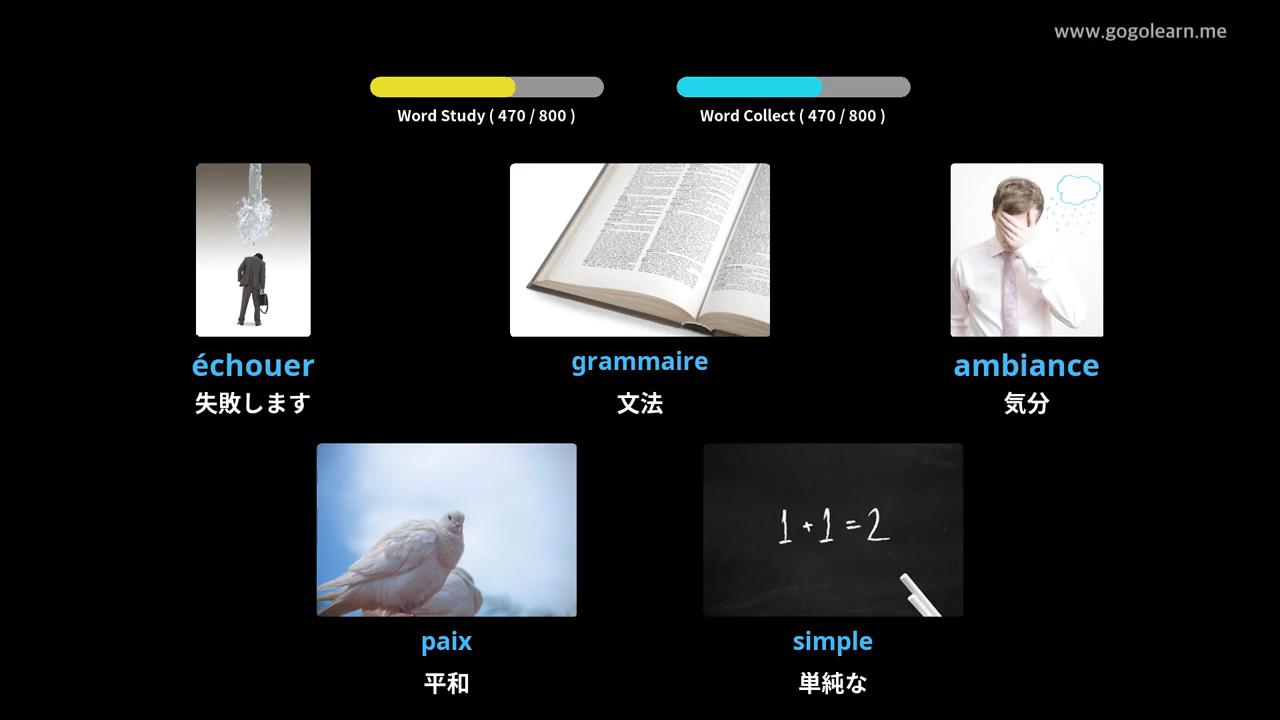 www.gogolearn.me
Word Study ( 470 / 800 )
Word Collect ( 470 / 800 )
échouer
失敗します
grammaire
文法
ambiance
気分
1 + 1 = 2
paix
平和
simple
単純な